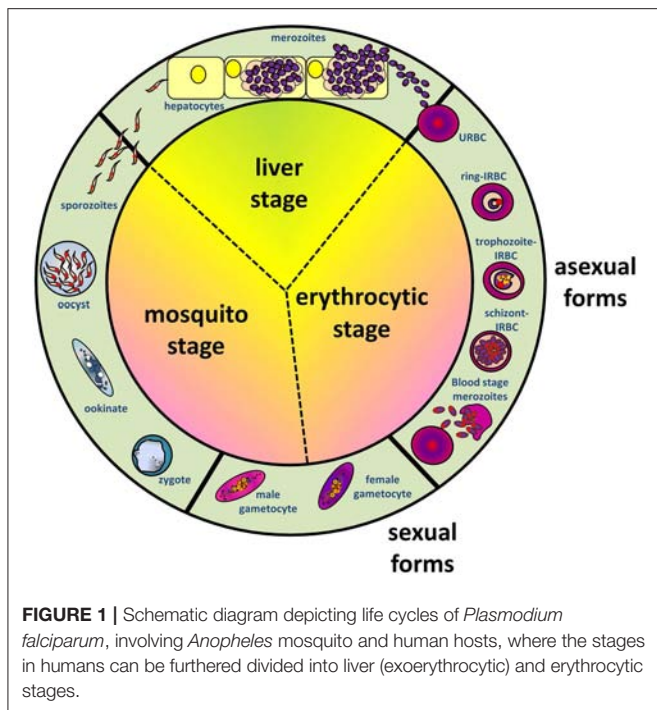 merozoites
hepatocytes
URBC
ring-IRBC
trophozoite-
IRBC
schizont-
IRBC
Blood stage
merozoites
asexual
forms
female
gametocyte
male
gametocyte
sexual
forms
zygote
ookinate
oocyst
sporozoites
liver
stage
erythrocytic
stage
mosquito
stage
FIGURE 1 | Schematic diagram depicting life cycles of Plasmodium
falciparum, involving Anopheles mosquito and human hosts, where the stages
in humans can be furthered divided into liver (exoerythrocytic) and erythrocytic
stages.